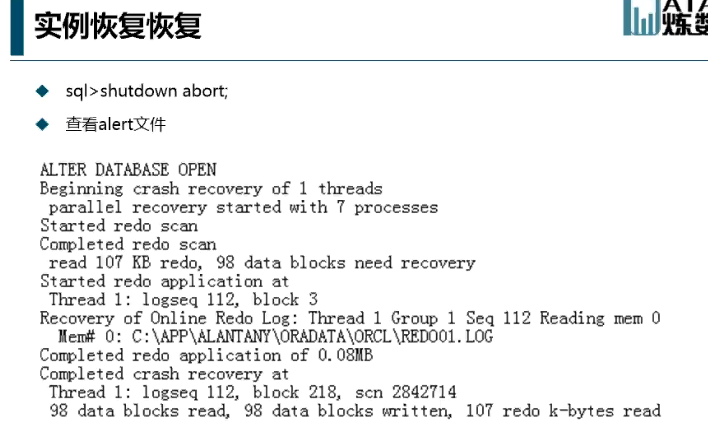 实例恢复恢复
炼数
sql>shutdown abort;
查看alert文件
ALTER DATABASE OPEN
Beginning crash recovery of 1 threads
parallel recovery started with 7 processes
Started redo scan
Completed redo scan
read 107 KB redo, 98 data blocks need recovery
Started redo application at
Thread 1: logseq 112, block 3
Recovery of Online Redo Log: Thread 1 Group 1 Seq 112 Reading mem 0
Mem# 0: C:\APP\ALANTANY\ORADATA\ORCL\REDO01.LOG
Completed redo application of 0.08MB
Completed crash recovery at
Thread 1: logseq 112, block 218, scn 2842714
98 data blocks read, 98 data blocks written, 107 redo k-bytes read